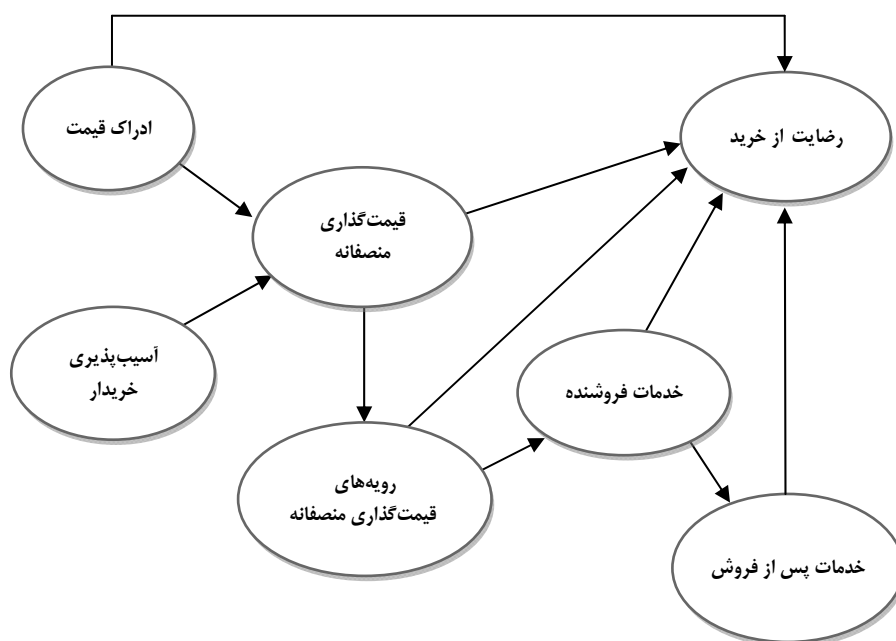 ادراک قیمت
رضایت از خرید
قیمت‌گذاری
منصفانه
آسیب‌پذیری
خریدار
خدمات فروشنده
رویه‌های
قیمت‌گذاری منصفانه
خدمات پس از فروش